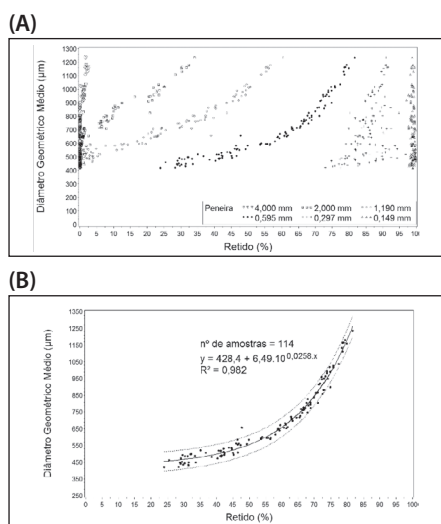 (A)
Diâmetro Geométrico Médio (µm)
1300
1200
1100
1000
900
800
700
600
500
400
300
200
100
0
Peneira 4,000 mm 2,000 mm 1,190 mm
0,595 mm 0,297 mm 0,149 mm
0 5 10 15 20 25 30 35 40 45 50 55 60 65 70 75 80 85 90 95 100
Retido (%)
(B)
Diâmetro Geométrico Médio (µm)
1350
1250
1150
1050
950
850
750
650
550
450
350
250
nº de amostras = 114
y = 428,4 + 6,49.10^0,0258.x
R² = 0,982
0 5 10 15 20 25 30 35 40 45 50 55 60 65 70 75 80 85 90 95 100
Retido (%)